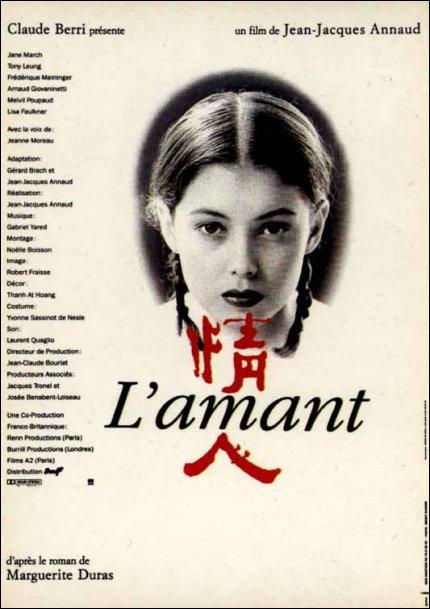 Claude Berri présente
un film de Jean-Jacques Annaud
Jane March
Tony Leung
Frédérique Meininger
Arnaud Giovaninetti
Melvil Poupaud
Lisa Faulkner
Avec la voix de:
Jeanne Moreau
Adaptation:
Gérard Brach et
Jean-Jacques Annaud
Réalisation:
Jean-Jacques Annaud
Musique:
Gabriel Yared
Montage:
Noëlle Boisson
Image:
Robert Fraisse
Décor:
Thanh At Hoang
Costume:
Yvonne Sassinot de Nesle
Son:
Laurent Quaglio
Directeur de Production:
Jean-Claude Bourlat
Producteurs Associés:
Jacques Tronel et
Josée Benabent-Loiseau
Une Co-Production
Franco-Britannique:
Renn Productions (Paris)
Burrill Productions (Londres)
Films A2 (Paris)
Distribution
情
L'amant
人
d'après le roman de
Marguerite Duras